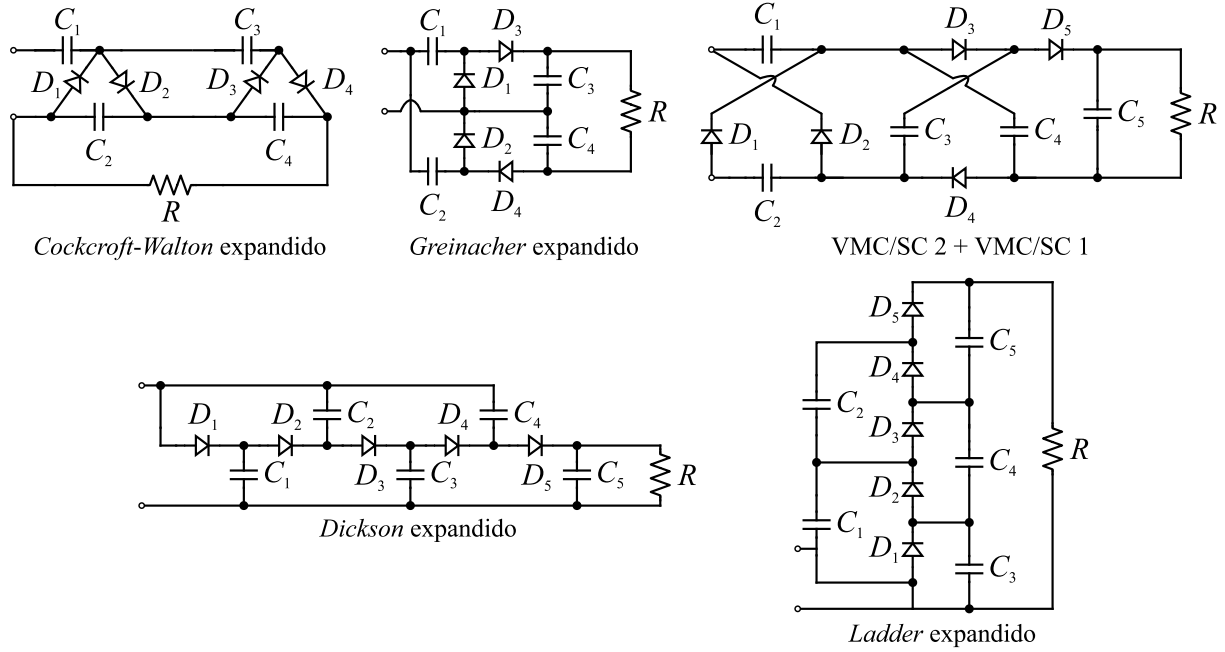 C1 C3
D1 D2 D3 D4
C2 C4
R
Cockcroft-Walton expandido
C1 D3
D1 C3
R
D2 C4
C2 D4
Greinacher expandido
C1 D3 D5
D1 D2 C3 C4 C5 R
C2 D4
VMC/SC 2 + VMC/SC 1
D1 D2 C2 D4 C4
C1 D3 C3 D5 C5 R
Dickson expandido
D5
C5
D4
C2
D3
R
C4
D2
C1
D1
C3
Ladder expandido